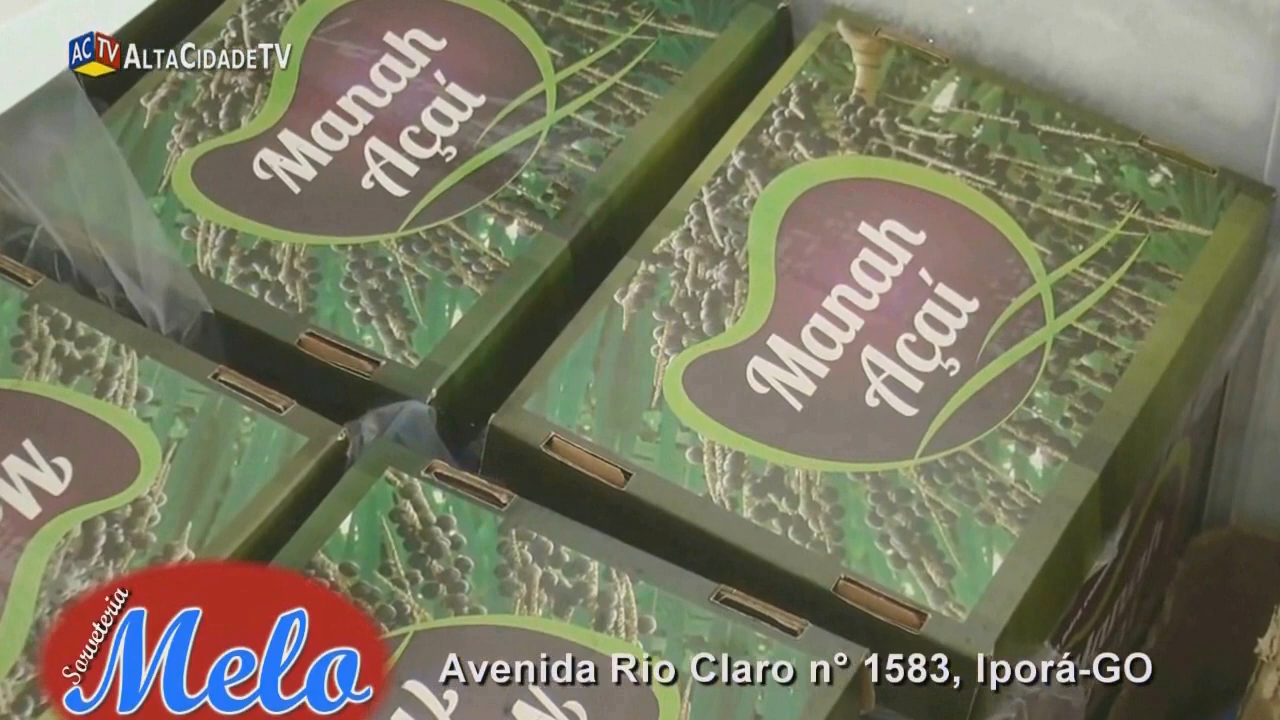 ACTV ALTACIDADETV
Manah
Açaí
Manah
Açaí
M
M
Sorveteria
Melo
Avenida Rio Claro n° 1583, Iporá-GO